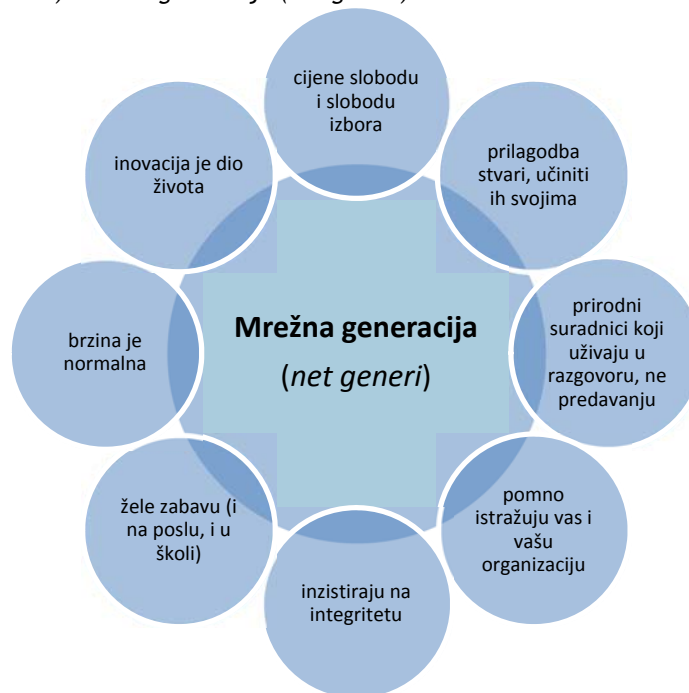 cijene slobodu
i slobodu
izbora
prilagodba
stvari, učiniti
ih svojima
prirodni
suradnici koji
uživaju u
razgovoru, ne
predavanju
pomno
istražuju vas i
vašu
organizaciju
inzistiraju na
integritetu
žele zabavu (i
na poslu, i u
školi)
brzina je
normalna
inovacija je dio
života
Mrežna generacija
(net generi)